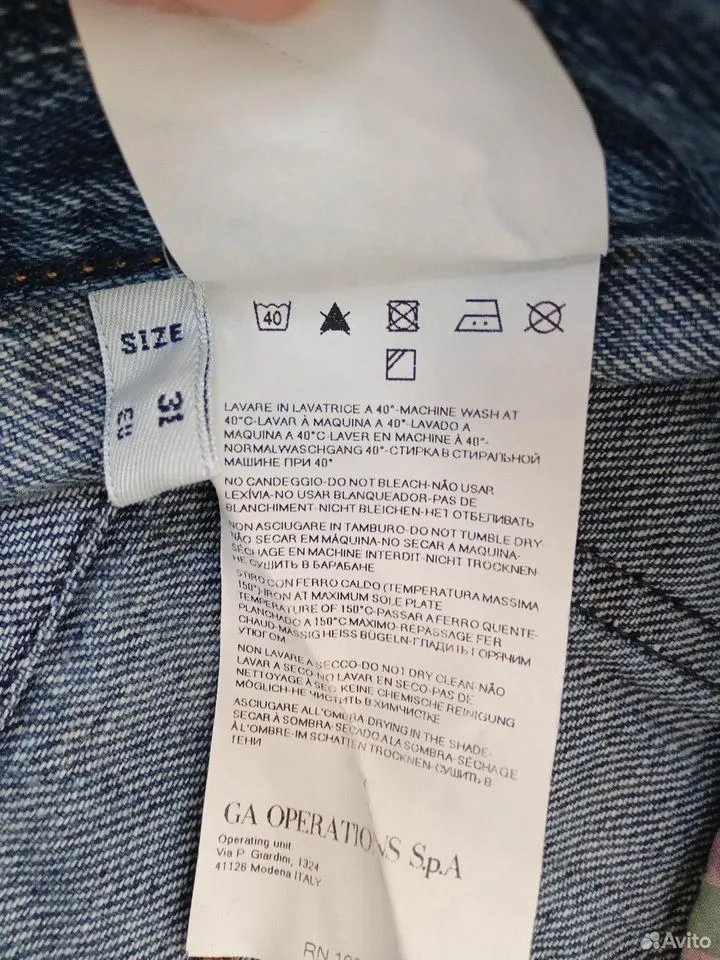 SIZE
31
EU
40
LAVARE IN LAVATRICE A 40°-MACHINE WASH AT
40°C-LAVAR À MAQUINA A 40°-LAVADO A
MAQUINA A 40°C-LAVER EN MACHINE À 40°-
NORMALWASCHGANG 40°-СТИРКА В СТИРАЛЬНОЙ
МАШИНЕ ПРИ 40°
NO CANDEGGIO-DO NOT BLEACH-NÃO USAR
LEXÍVIA-NO USAR BLANQUEADOR-PAS DE
BLANCHIMENT-NICHT BLEICHEN-НЕТ ОТБЕЛИВАТЬ
NON ASCIUGARE IN TAMBURO-DO NOT TUMBLE DRY-
NÃO SECAR EM MÁQUINA-NO SECAR A MAQUINA-
SÉCHAGE EN MACHINE INTERDIT-NICHT TROCKNEN-
НЕ СУШИТЬ В БАРАБАНЕ
STIRO CON FERRO CALDO (TEMPERATURA MASSIMA
150°) IRON AT MAXIMUM SOLE PLATE
TEMPERATURE OF 150°C-PASSAR A FERRO QUENTE-
PLANCHADO A 150°C MAXIMO-REPASSAGE FER
CHAUD-MÄSSIG HEISS BÜGELN-ГЛАДИТЬ ГОРЯЧИМ
УТЮГОМ
NON LAVARE A SECCO-DO NOT DRY CLEAN-NÃO
LAVAR A SECO-NO LAVAR EN SECO-PAS DE
NETTOYAGE À SEC KEINE CHEMISCHE REINIGUNG
MÖGLICH-НЕ ЧИСТИТЬ В ХИМЧИСТКЕ
ASCIUGARE ALL'OMBRA DRYING IN THE SHADE-
SECAR À SOMBRA-SECADO A LA SOMBRA-SÉCHAGE
À L'OMBRE-IM SCHATTEN TROCKNEN-СУШИТЬ В
ТЕНИ
GA OPERATIONS S.p.A
Operating unit
Via P. Giardini, 1324
41126 Modena ITALY
RN
Avito